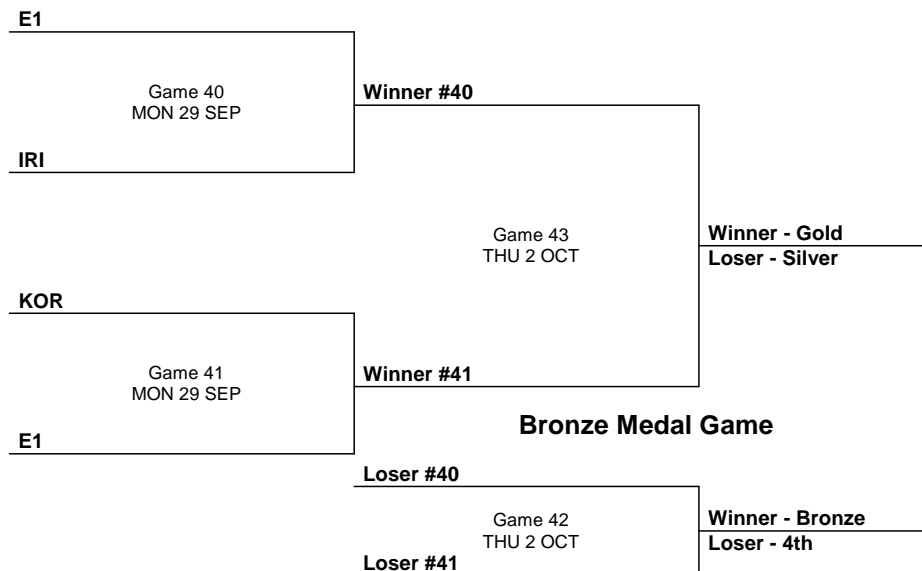 E1
Game 40
MON 29 SEP
Winner #40
IRI
Game 43
THU 2 OCT
Winner - Gold
Loser - Silver
KOR
Game 41
MON 29 SEP
Winner #41
E1
Bronze Medal Game
Loser #40
Game 42
THU 2 OCT
Winner - Bronze
Loser - 4th
Loser #41